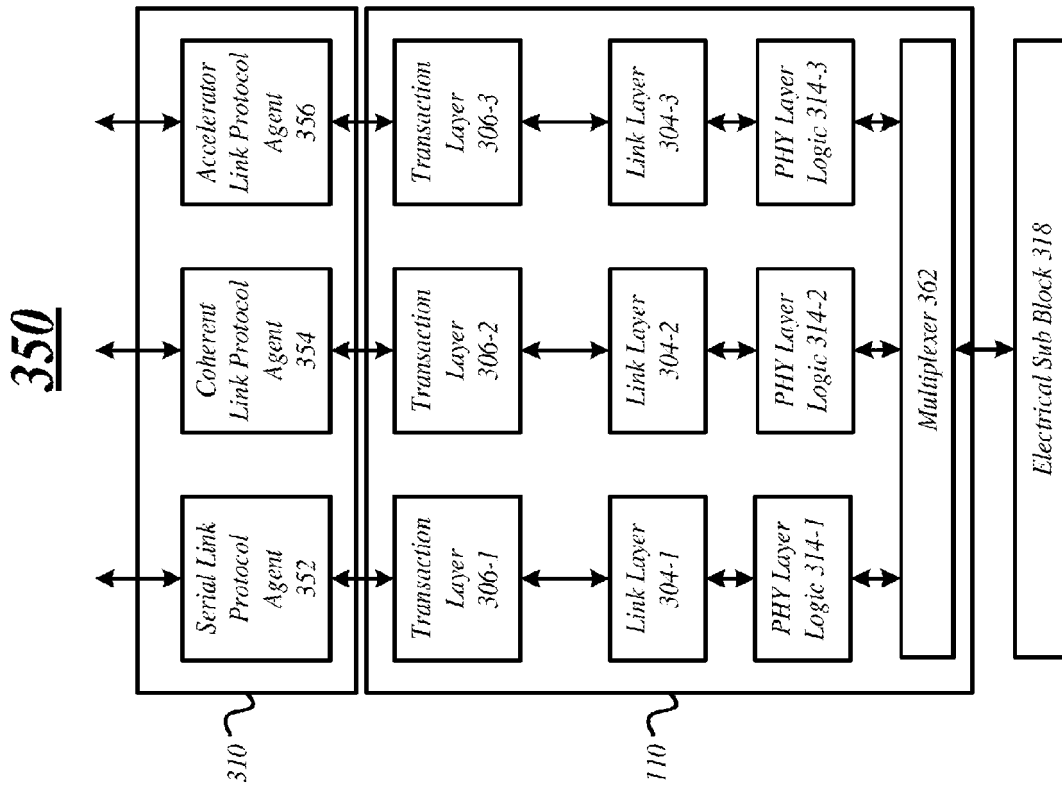 350
Serial Link
Protocol
Agent
352
Coherent
Link Protocol
Agent
354
Accelerator
Link Protocol
Agent
356
310
Transaction
Layer
306-1
Transaction
Layer
306-2
Transaction
Layer
306-3
Link Layer
304-1
Link Layer
304-2
Link Layer
304-3
110
PHY Layer
Logic 314-1
PHY Layer
Logic 314-2
PHY Layer
Logic 314-3
Multiplexer 362
Electrical Sub Block 318